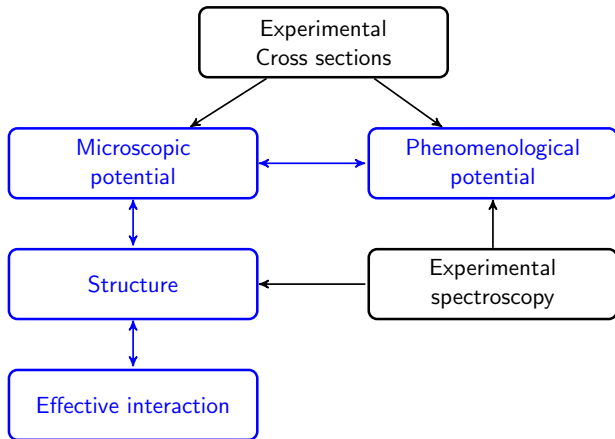 Experimental
Cross sections
Microscopic
potential
Phenomenological
potential
Structure
Experimental
spectroscopy
Effective interaction